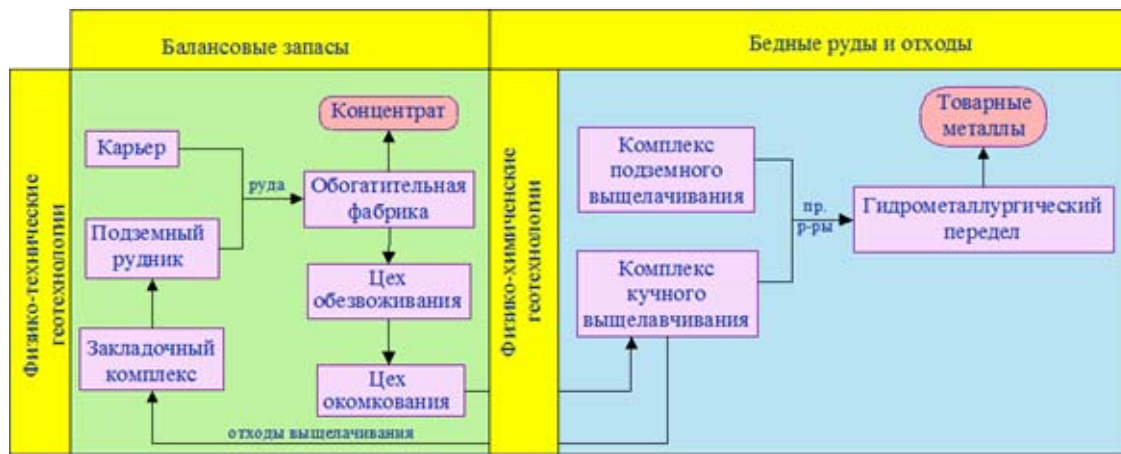 Балансовые запасы
Бедные руды и отходы
Физико-технические
геотехнологии
Карьер
Подземный
рудник
Закладочный
комплекс
руда
Концентрат
Обогатительная
фабрика
Цех
обезвоживания
Цех
окомкования
отходы выщелачивания
Физико-химиченские
геотехнологии
Комплекс
подземного
выщелачивания
Комплекс
кучного
выщелавчивания
пр.
р-ры
Товарные
металлы
Гидрометаллургический
передел